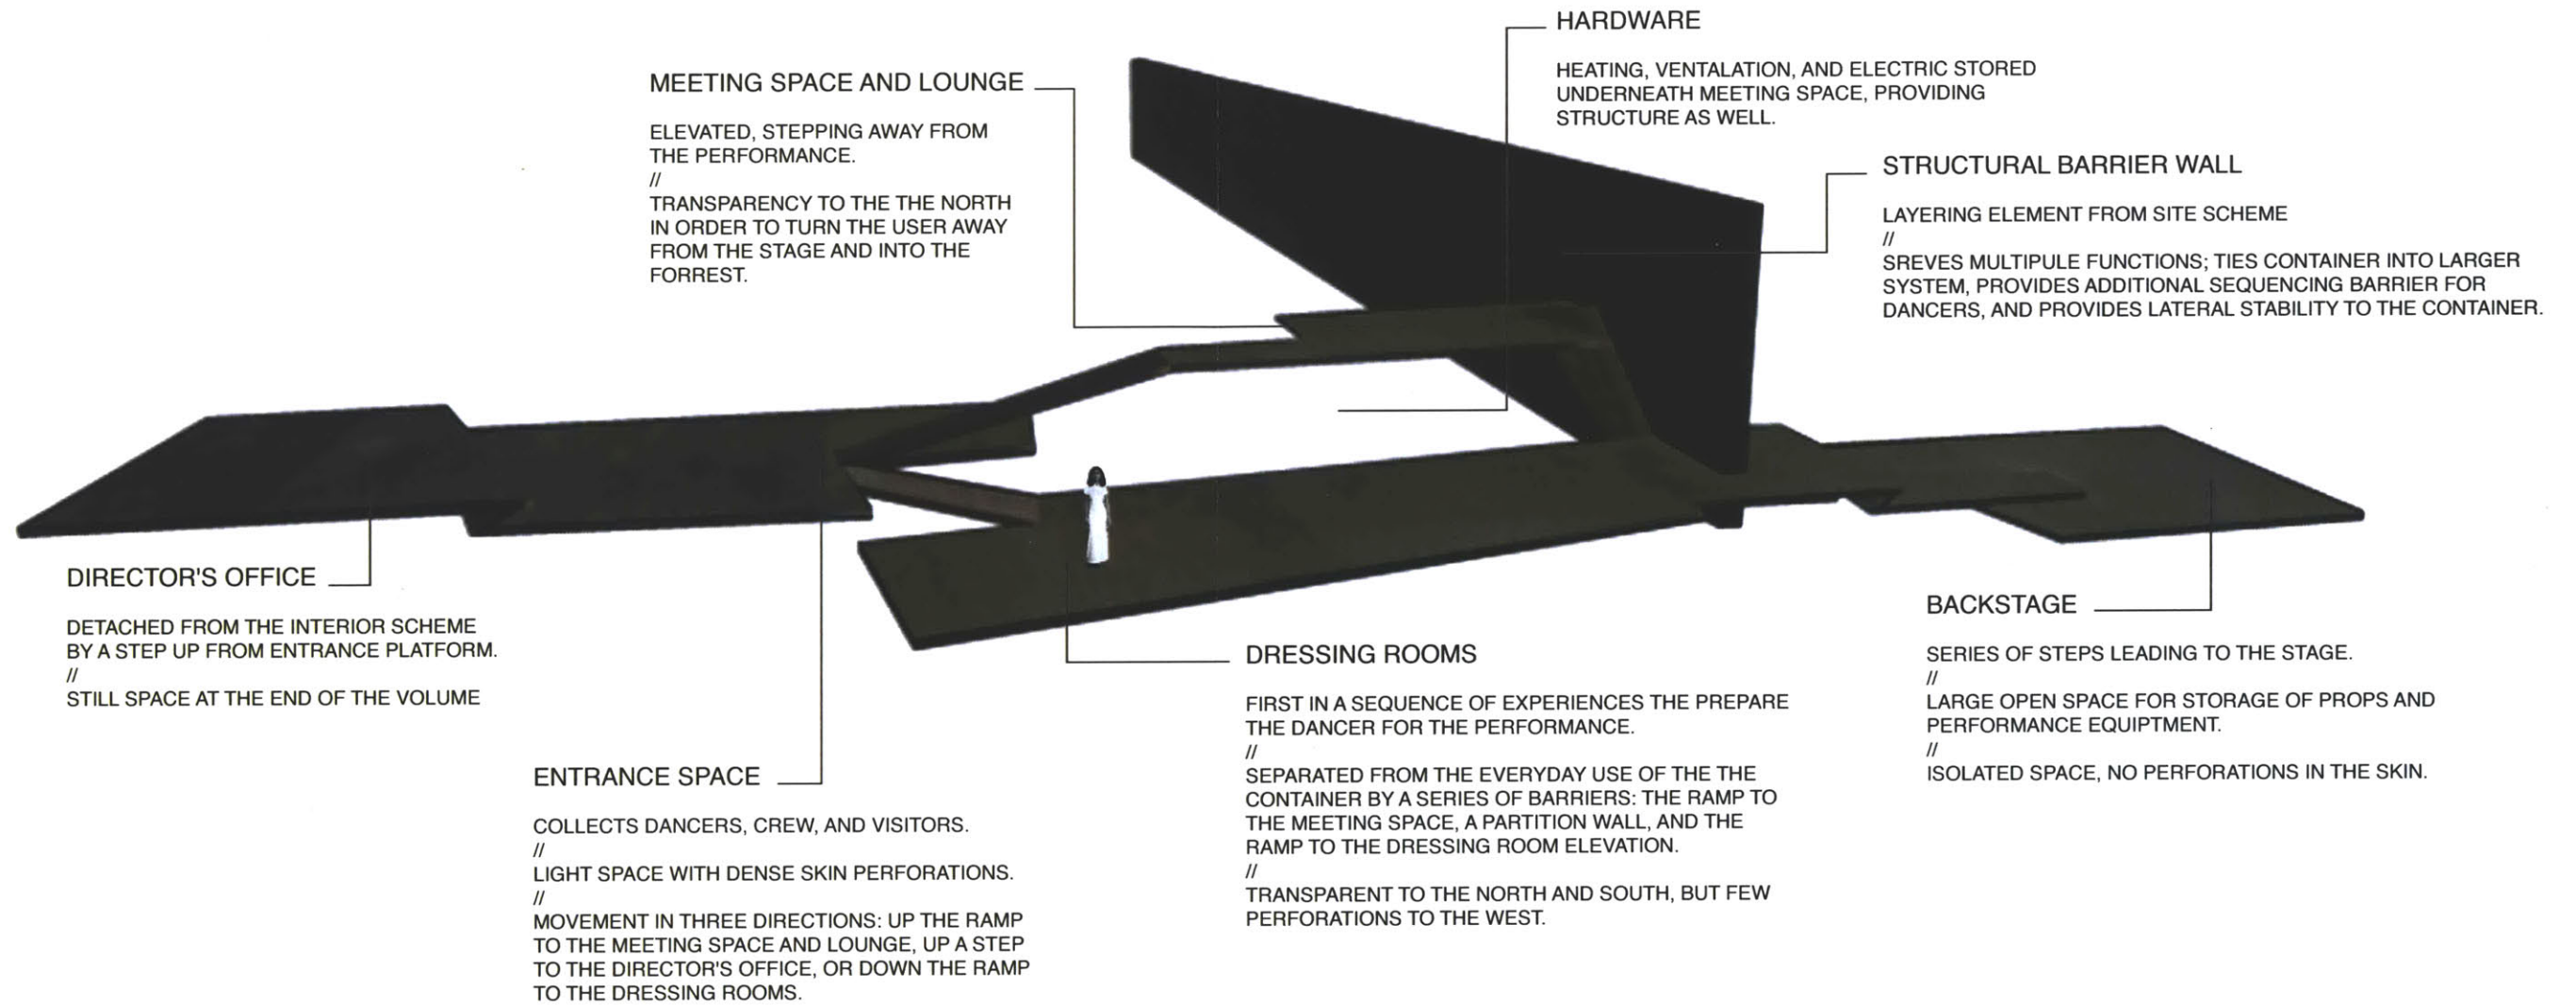 HARDWARE
HEATING, VENTALATION, AND ELECTRIC STORED
UNDERNEATH MEETING SPACE, PROVIDING
STRUCTURE AS WELL.
MEETING SPACE AND LOUNGE
ELEVATED, STEPPING AWAY FROM
THE PERFORMANCE.
//
TRANSPARENCY TO THE THE NORTH
IN ORDER TO TURN THE USER AWAY
FROM THE STAGE AND INTO THE
FORREST.
STRUCTURAL BARRIER WALL
LAYERING ELEMENT FROM SITE SCHEME
//
SREVES MULTIPULE FUNCTIONS; TIES CONTAINER INTO LARGER
SYSTEM, PROVIDES ADDITIONAL SEQUENCING BARRIER FOR
DANCERS, AND PROVIDES LATERAL STABILITY TO THE CONTAINER.
DIRECTOR'S OFFICE
DETACHED FROM THE INTERIOR SCHEME
BY A STEP UP FROM ENTRANCE PLATFORM.
//
STILL SPACE AT THE END OF THE VOLUME
ENTRANCE SPACE
COLLECTS DANCERS, CREW, AND VISITORS.
//
LIGHT SPACE WITH DENSE SKIN PERFORATIONS.
//
MOVEMENT IN THREE DIRECTIONS: UP THE RAMP
TO THE MEETING SPACE AND LOUNGE, UP A STEP
TO THE DIRECTOR'S OFFICE, OR DOWN THE RAMP
TO THE DRESSING ROOMS.
DRESSING ROOMS
FIRST IN A SEQUENCE OF EXPERIENCES THE PREPARE
THE DANCER FOR THE PERFORMANCE.
//
SEPARATED FROM THE EVERYDAY USE OF THE THE
CONTAINER BY A SERIES OF BARRIERS: THE RAMP TO
THE MEETING SPACE, A PARTITION WALL, AND THE
RAMP TO THE DRESSING ROOM ELEVATION.
//
TRANSPARENT TO THE NORTH AND SOUTH, BUT FEW
PERFORATIONS TO THE WEST.
BACKSTAGE
SERIES OF STEPS LEADING TO THE STAGE.
//
LARGE OPEN SPACE FOR STORAGE OF PROPS AND
PERFORMANCE EQUIPTMENT.
//
ISOLATED SPACE, NO PERFORATIONS IN THE SKIN.